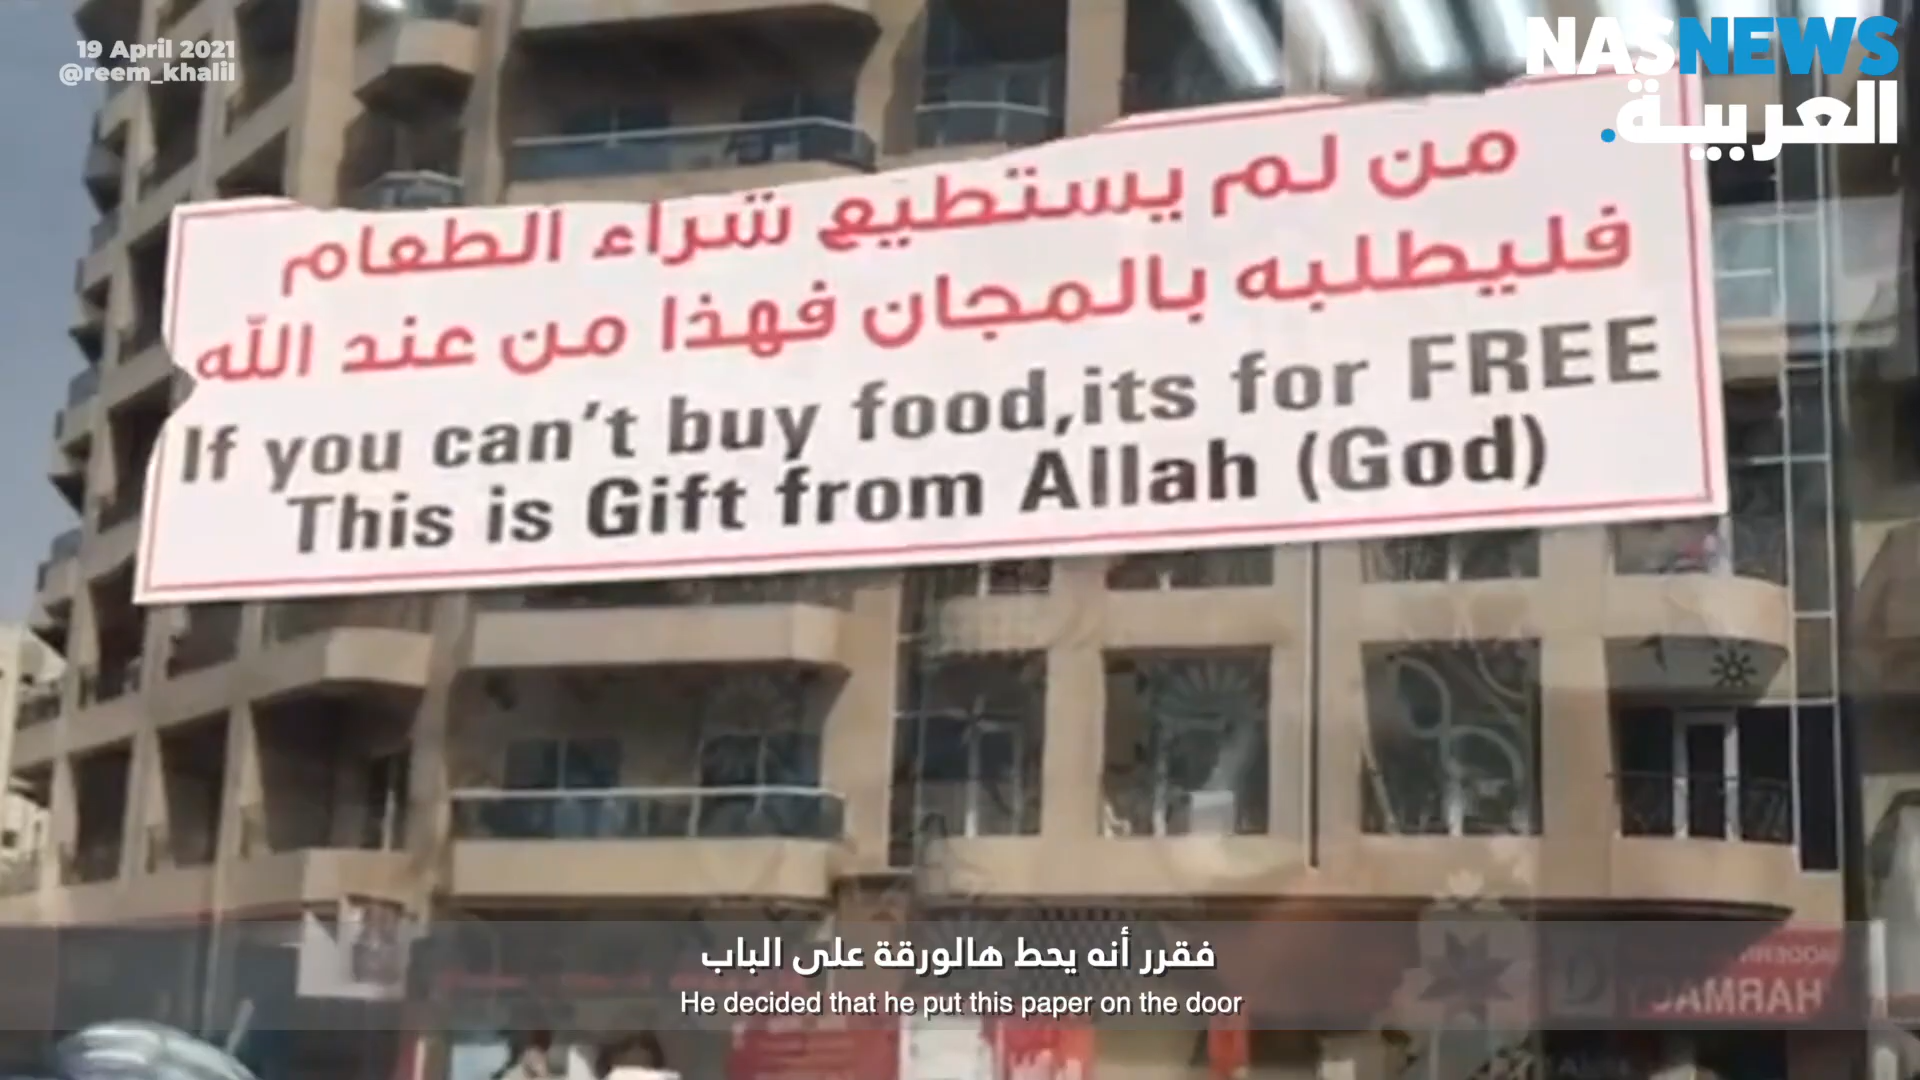 19 April 2021
@reem_khalil
NASNEWS
العربية
من لم يستطيع شراء الطعام
فليطلبه بالمجان فهذا من عند الله
If you can't buy food,its for FREE
This is Gift from Allah (God)
فقرر أنه يحط هالورقة على الباب
He decided that he put this paper on the door